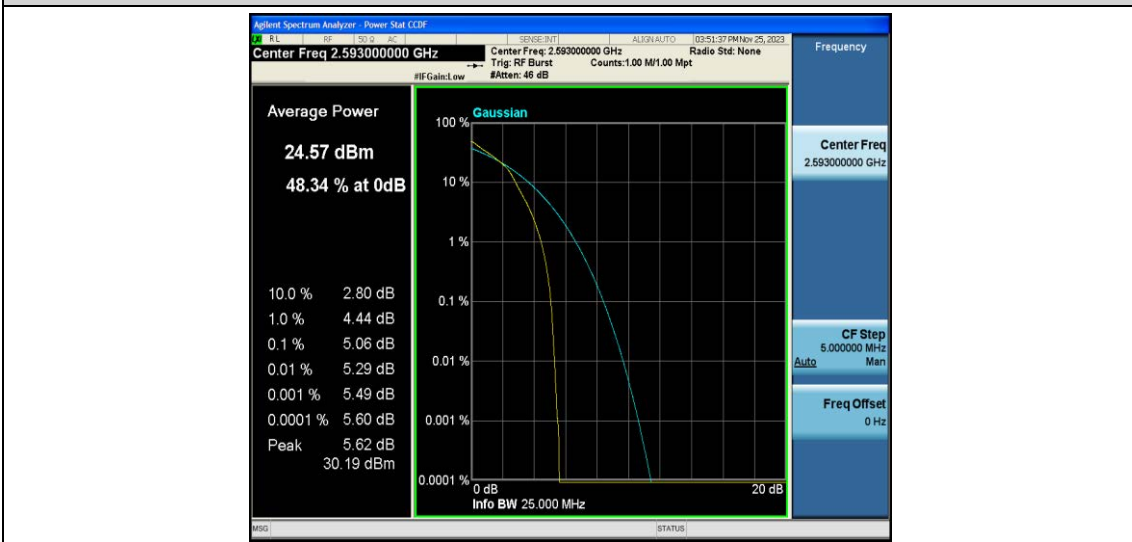 Agilent Spectrum Analyzer - Power Stat CCDF
RL RF 50 Ω AC SENSE:INT ALIGN AUTO 03:51:37 PM Nov 25, 2023
Center Freq 2.593000000 GHz
Center Freq: 2.593000000 GHz Radio Std: None
Trig: RF Burst Counts:1.00 M/1.00 Mpt
#IFGain:Low #Atten: 46 dB
Frequency
Average Power
24.57 dBm
48.34 % at 0dB
10.0 % 2.80 dB
1.0 % 4.44 dB
0.1 % 5.06 dB
0.01 % 5.29 dB
0.001 % 5.49 dB
0.0001 % 5.60 dB
Peak 5.62 dB
30.19 dBm
Gaussian
100 %
10 %
1 %
0.1 %
0.01 %
0.001 %
0.0001 %
0 dB 20 dB
Info BW 25.000 MHz
Center Freq
2.593000000 GHz
CF Step
5.000000 MHz
Auto Man
Freq Offset
0 Hz
MSG STATUS